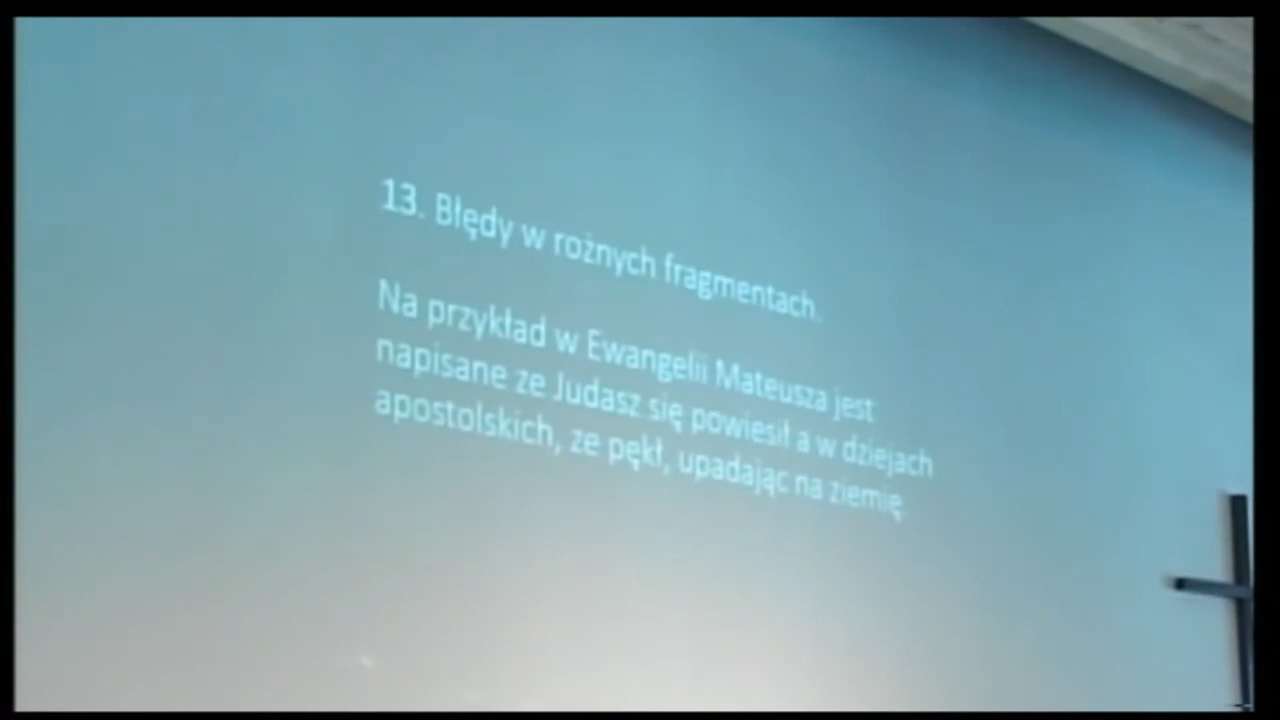 13. Błędy w rożnych fragmentach.
Na przykład w Ewangelii Mateusza jest
napisane ze Judasz się powiesił a w dziejach
apostolskich, ze pękł, upadając na ziemię.